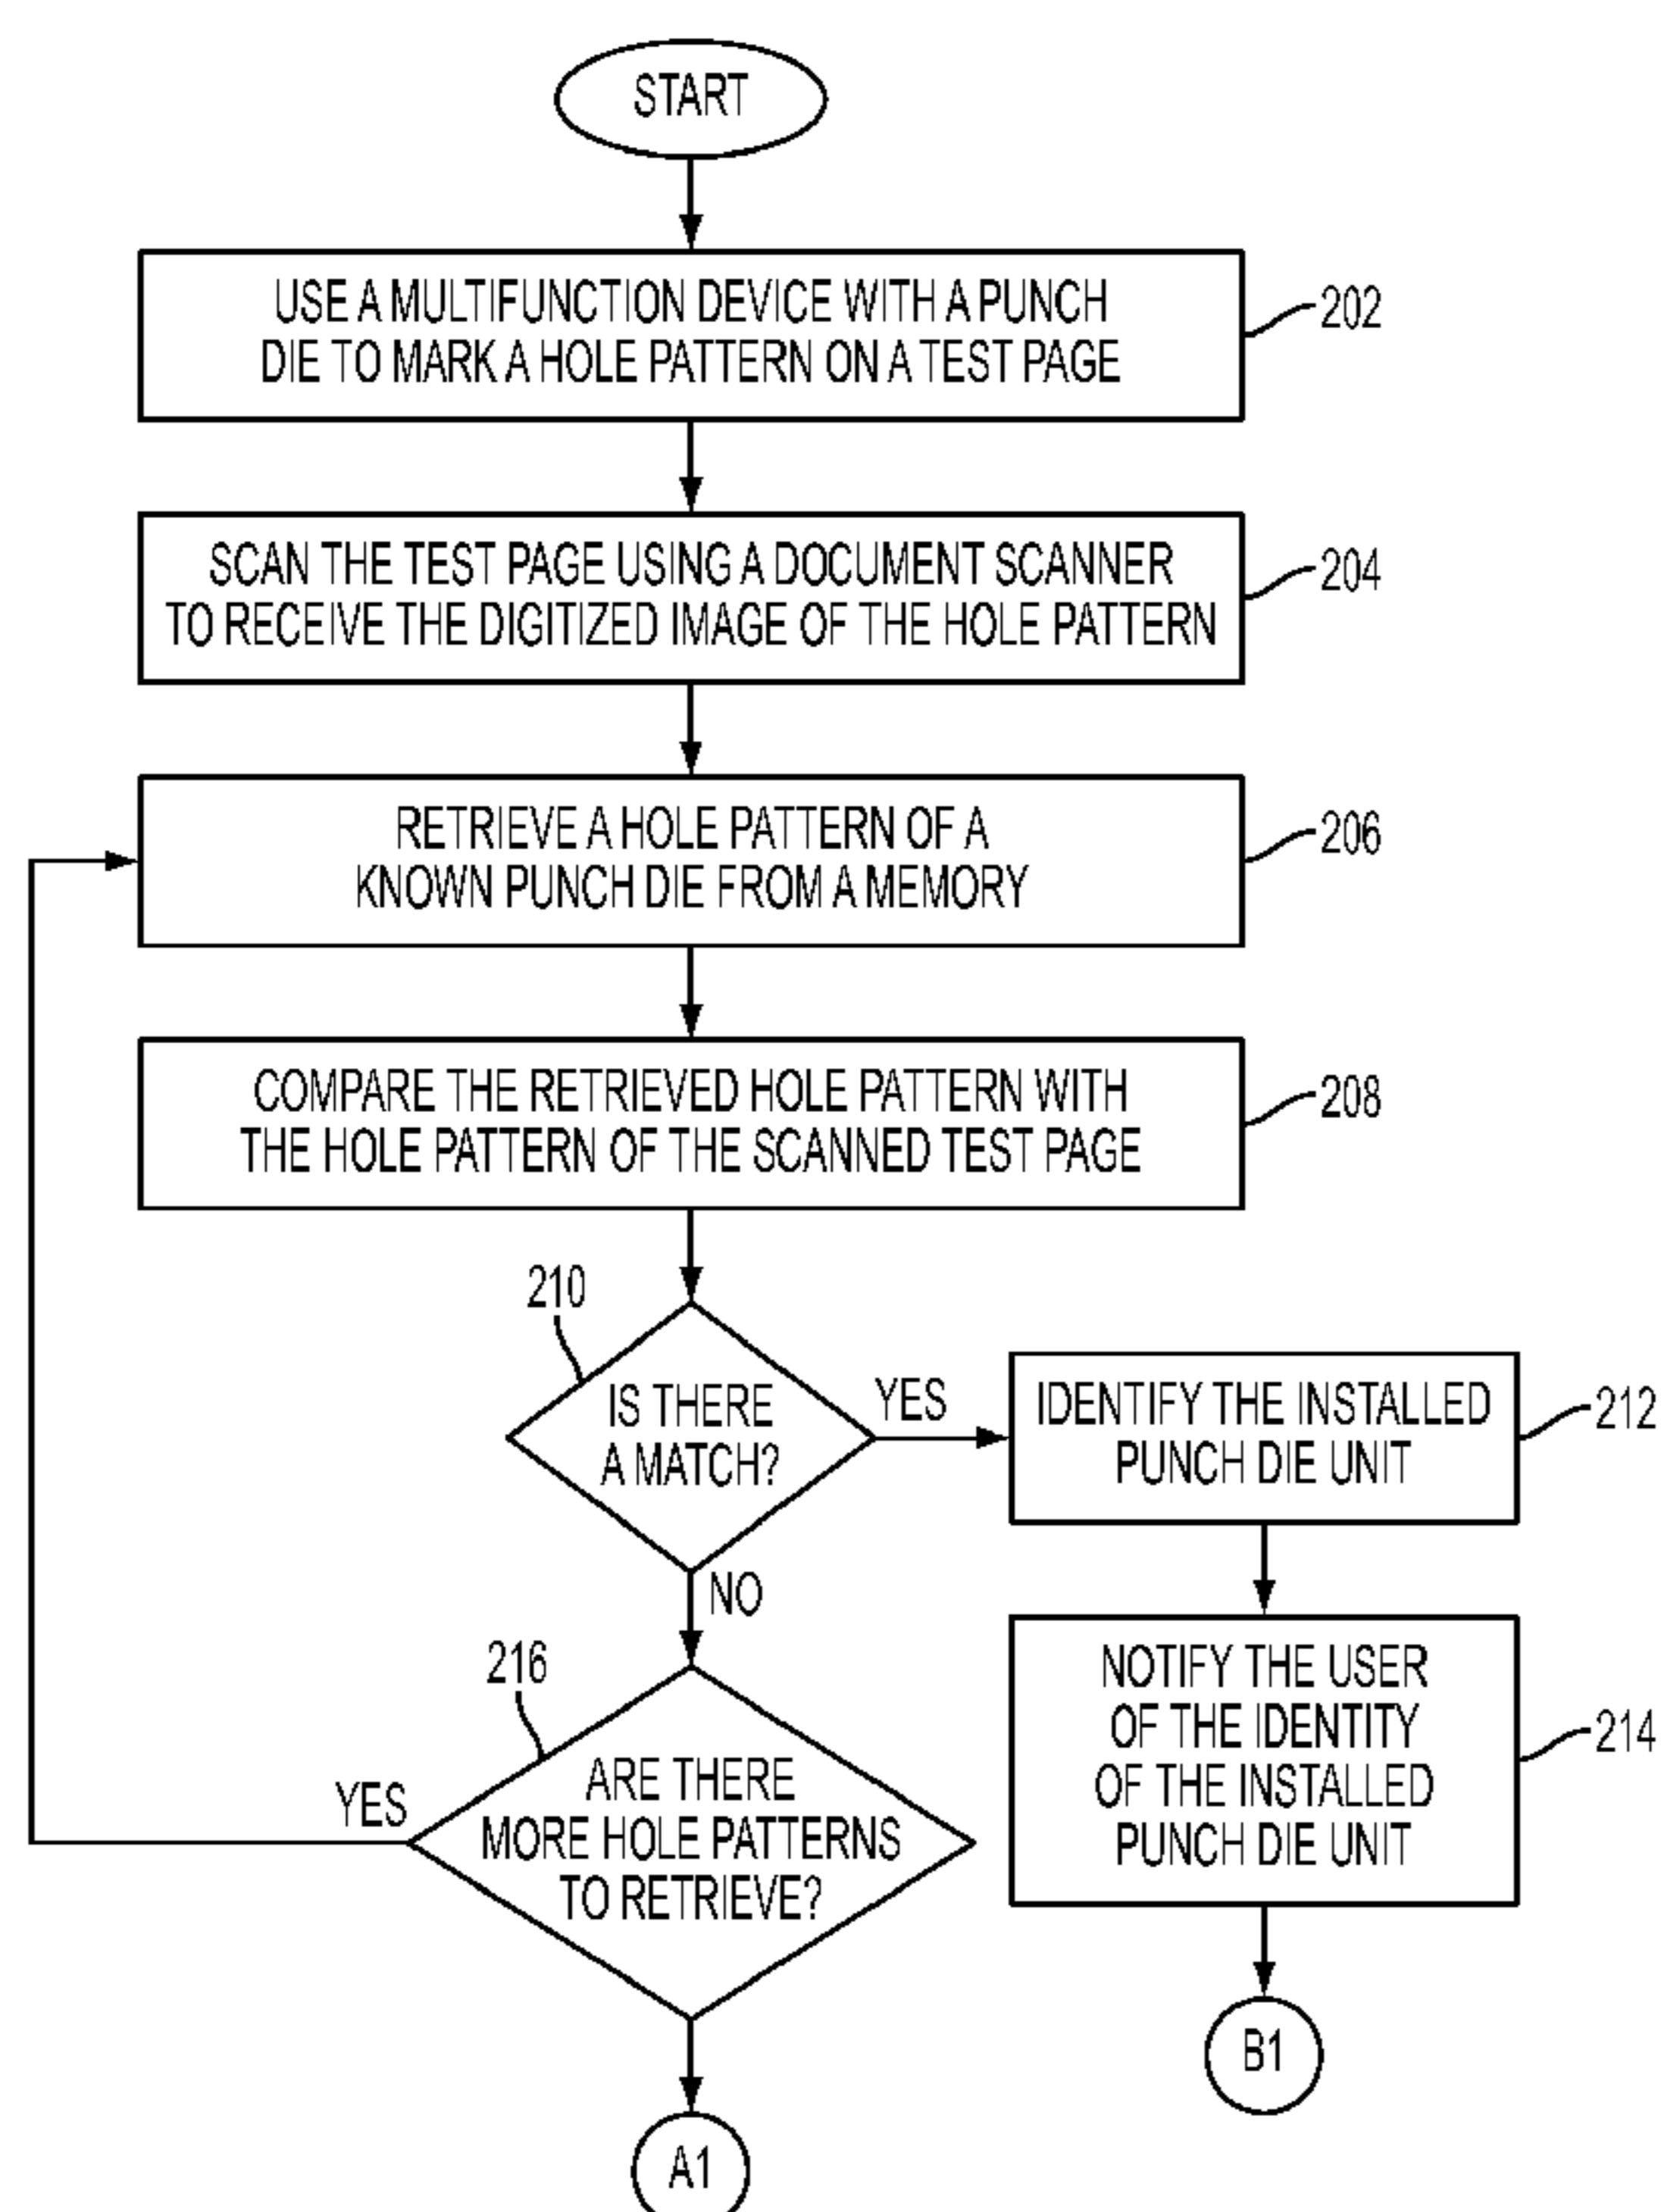 START
USE A MULTIFUNCTION DEVICE WITH A PUNCH
DIE TO MARK A HOLE PATTERN ON A TEST PAGE
202
SCAN THE TEST PAGE USING A DOCUMENT SCANNER
TO RECEIVE THE DIGITIZED IMAGE OF THE HOLE PATTERN
204
RETRIEVE A HOLE PATTERN OF A
KNOWN PUNCH DIE FROM A MEMORY
206
COMPARE THE RETRIEVED HOLE PATTERN WITH
THE HOLE PATTERN OF THE SCANNED TEST PAGE
208
210
IS THERE
A MATCH?
YES
IDENTIFY THE INSTALLED
PUNCH DIE UNIT
212
NO
NOTIFY THE USER
OF THE IDENTITY
OF THE INSTALLED
PUNCH DIE UNIT
214
216
ARE THERE
MORE HOLE PATTERNS
TO RETRIEVE?
YES
B1
A1